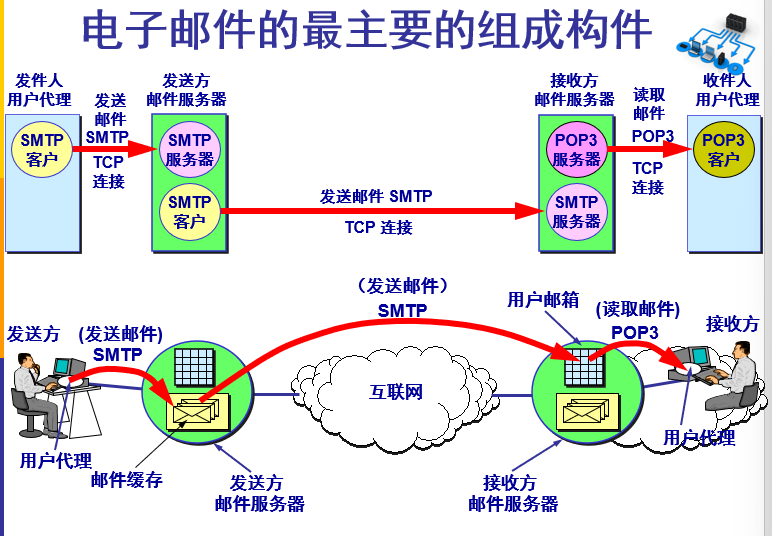 电子邮件的最主要的组成构件
发件人
用户代理
发送
邮件
SMTP
TCP
连接
发送方
邮件服务器
接收方
邮件服务器
读取
邮件
POP3
TCP
连接
收件人
用户代理
SMTP
客户
SMTP
服务器
SMTP
客户
发送邮件 SMTP
TCP 连接
POP3
服务器
SMTP
服务器
POP3
客户
（发送邮件）
SMTP
用户邮箱
(读取邮件)
POP3
接收方
发送方
(发送邮件)
SMTP
互联网
用户代理
邮件缓存
发送方
邮件服务器
接收方
邮件服务器
用户代理